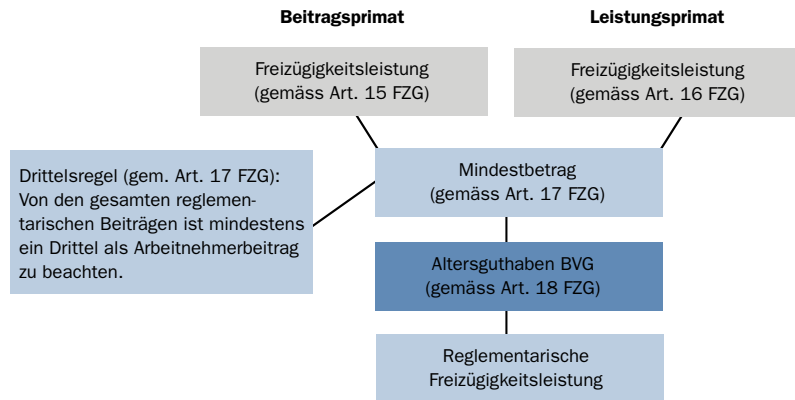 Beitragsprimat
Leistungsprimat
Freizügigkeitsleistung
(gemäss Art. 15 FZG)
Freizügigkeitsleistung
(gemäss Art. 16 FZG)
Drittelsregel (gem. Art. 17 FZG):
Von den gesamten reglemen-
tarischen Beiträgen ist mindestens
ein Drittel als Arbeitnehmerbeitrag
zu beachten.
Mindestbetrag
(gemäss Art. 17 FZG)
Altersguthaben BVG
(gemäss Art. 18 FZG)
Reglementarische
Freizügigkeitsleistung